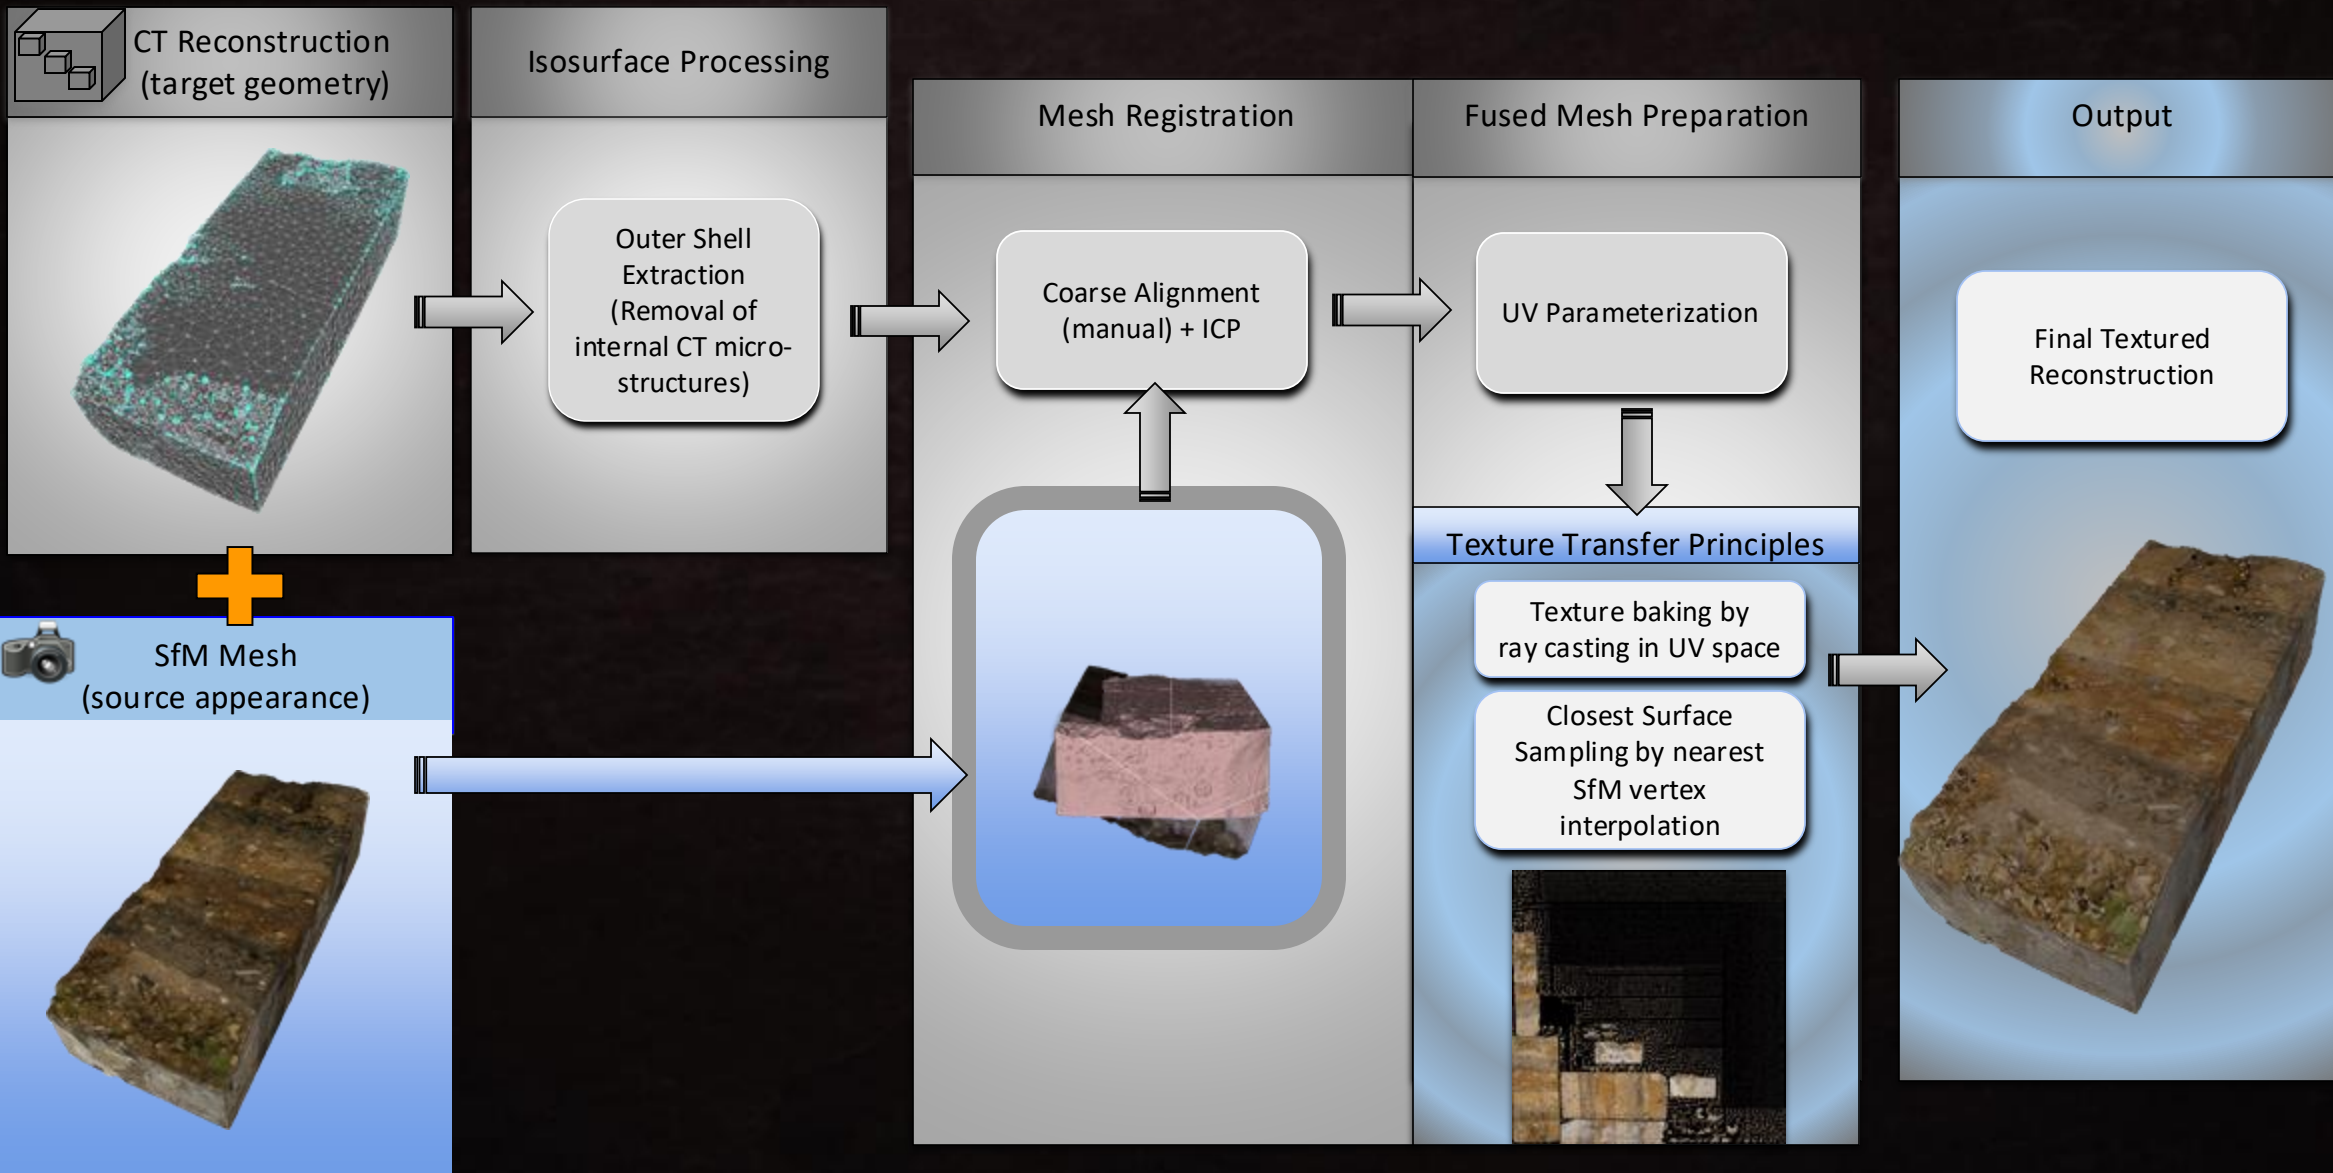 CT Reconstruction
(target geometry)
Isosurface Processing
Outer Shell
Extraction
(Removal of
internal CT micro-
structures)
SfM Mesh
(source appearance)
Mesh Registration
Coarse Alignment
(manual) + ICP
Fused Mesh Preparation
UV Parameterization
Texture Transfer Principles
Texture baking by
ray casting in UV space
Closest Surface
Sampling by nearest
SfM vertex
interpolation
Output
Final Textured
Reconstruction